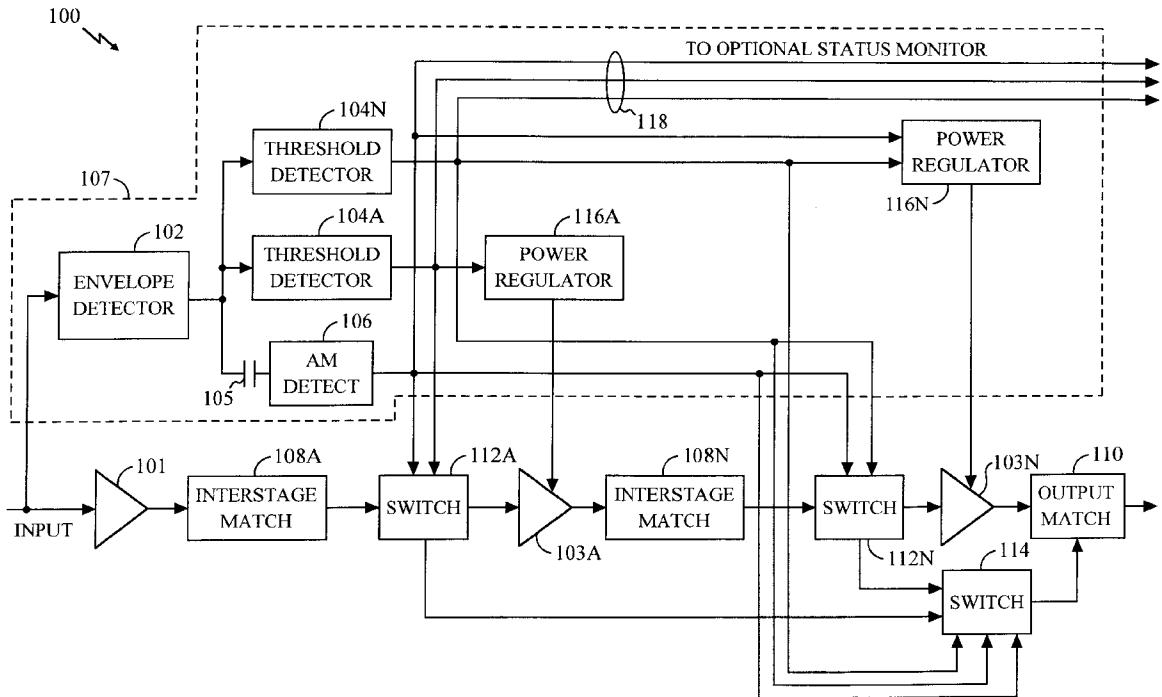 100
TO OPTIONAL STATUS MONITOR
118
104N
THRESHOLD
DETECTOR
POWER
REGULATOR
116N
107
102
ENVELOPE
DETECTOR
104A
THRESHOLD
DETECTOR
116A
POWER
REGULATOR
106
AM
DETECT
105
101
INPUT
108A
INTERSTAGE
MATCH
112A
SWITCH
103A
108N
INTERSTAGE
MATCH
SWITCH
112N
103N
110
OUTPUT
MATCH
114
SWITCH